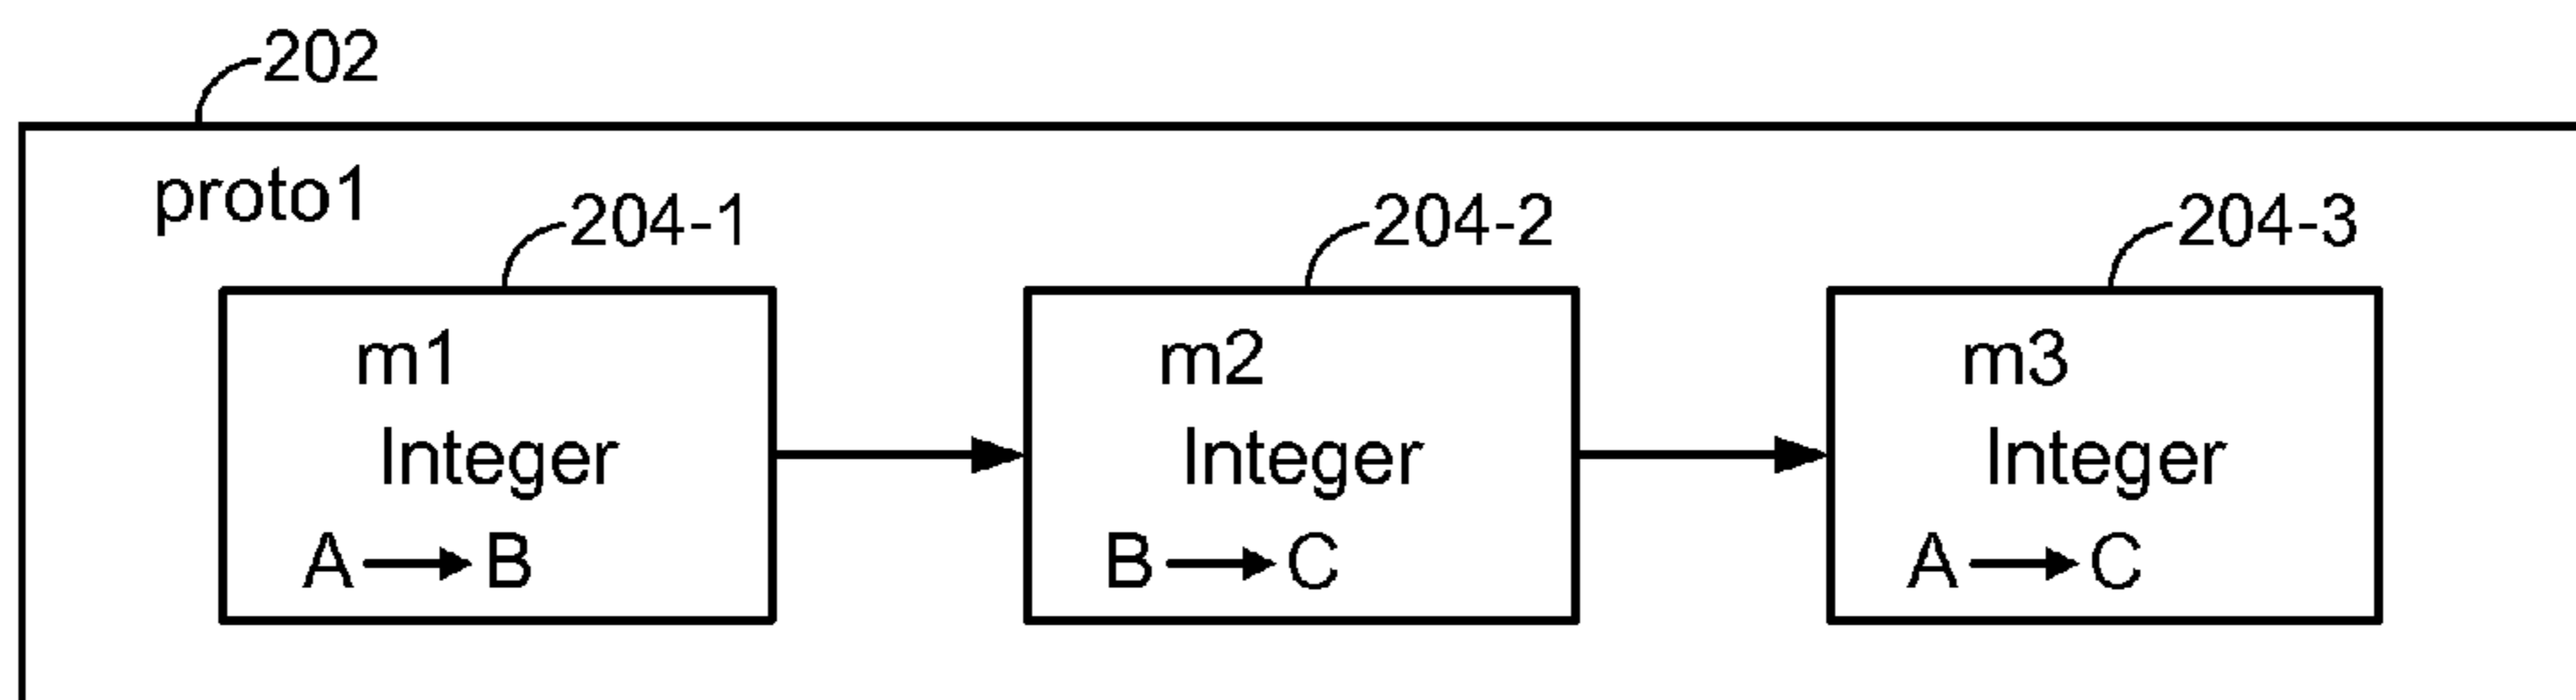 202
proto1
204-1
204-2
204-3
m1
Integer
A → B
m2
Integer
B → C
m3
Integer
A → C